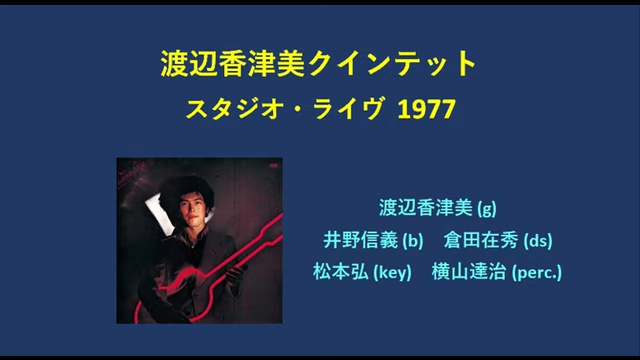 渡辺香津美クインテット
スタジオ・ライヴ 1977
渡辺香津美 (g)
井野信義 (b) 倉田在秀 (ds)
松本弘 (key) 横山達治 (perc.)